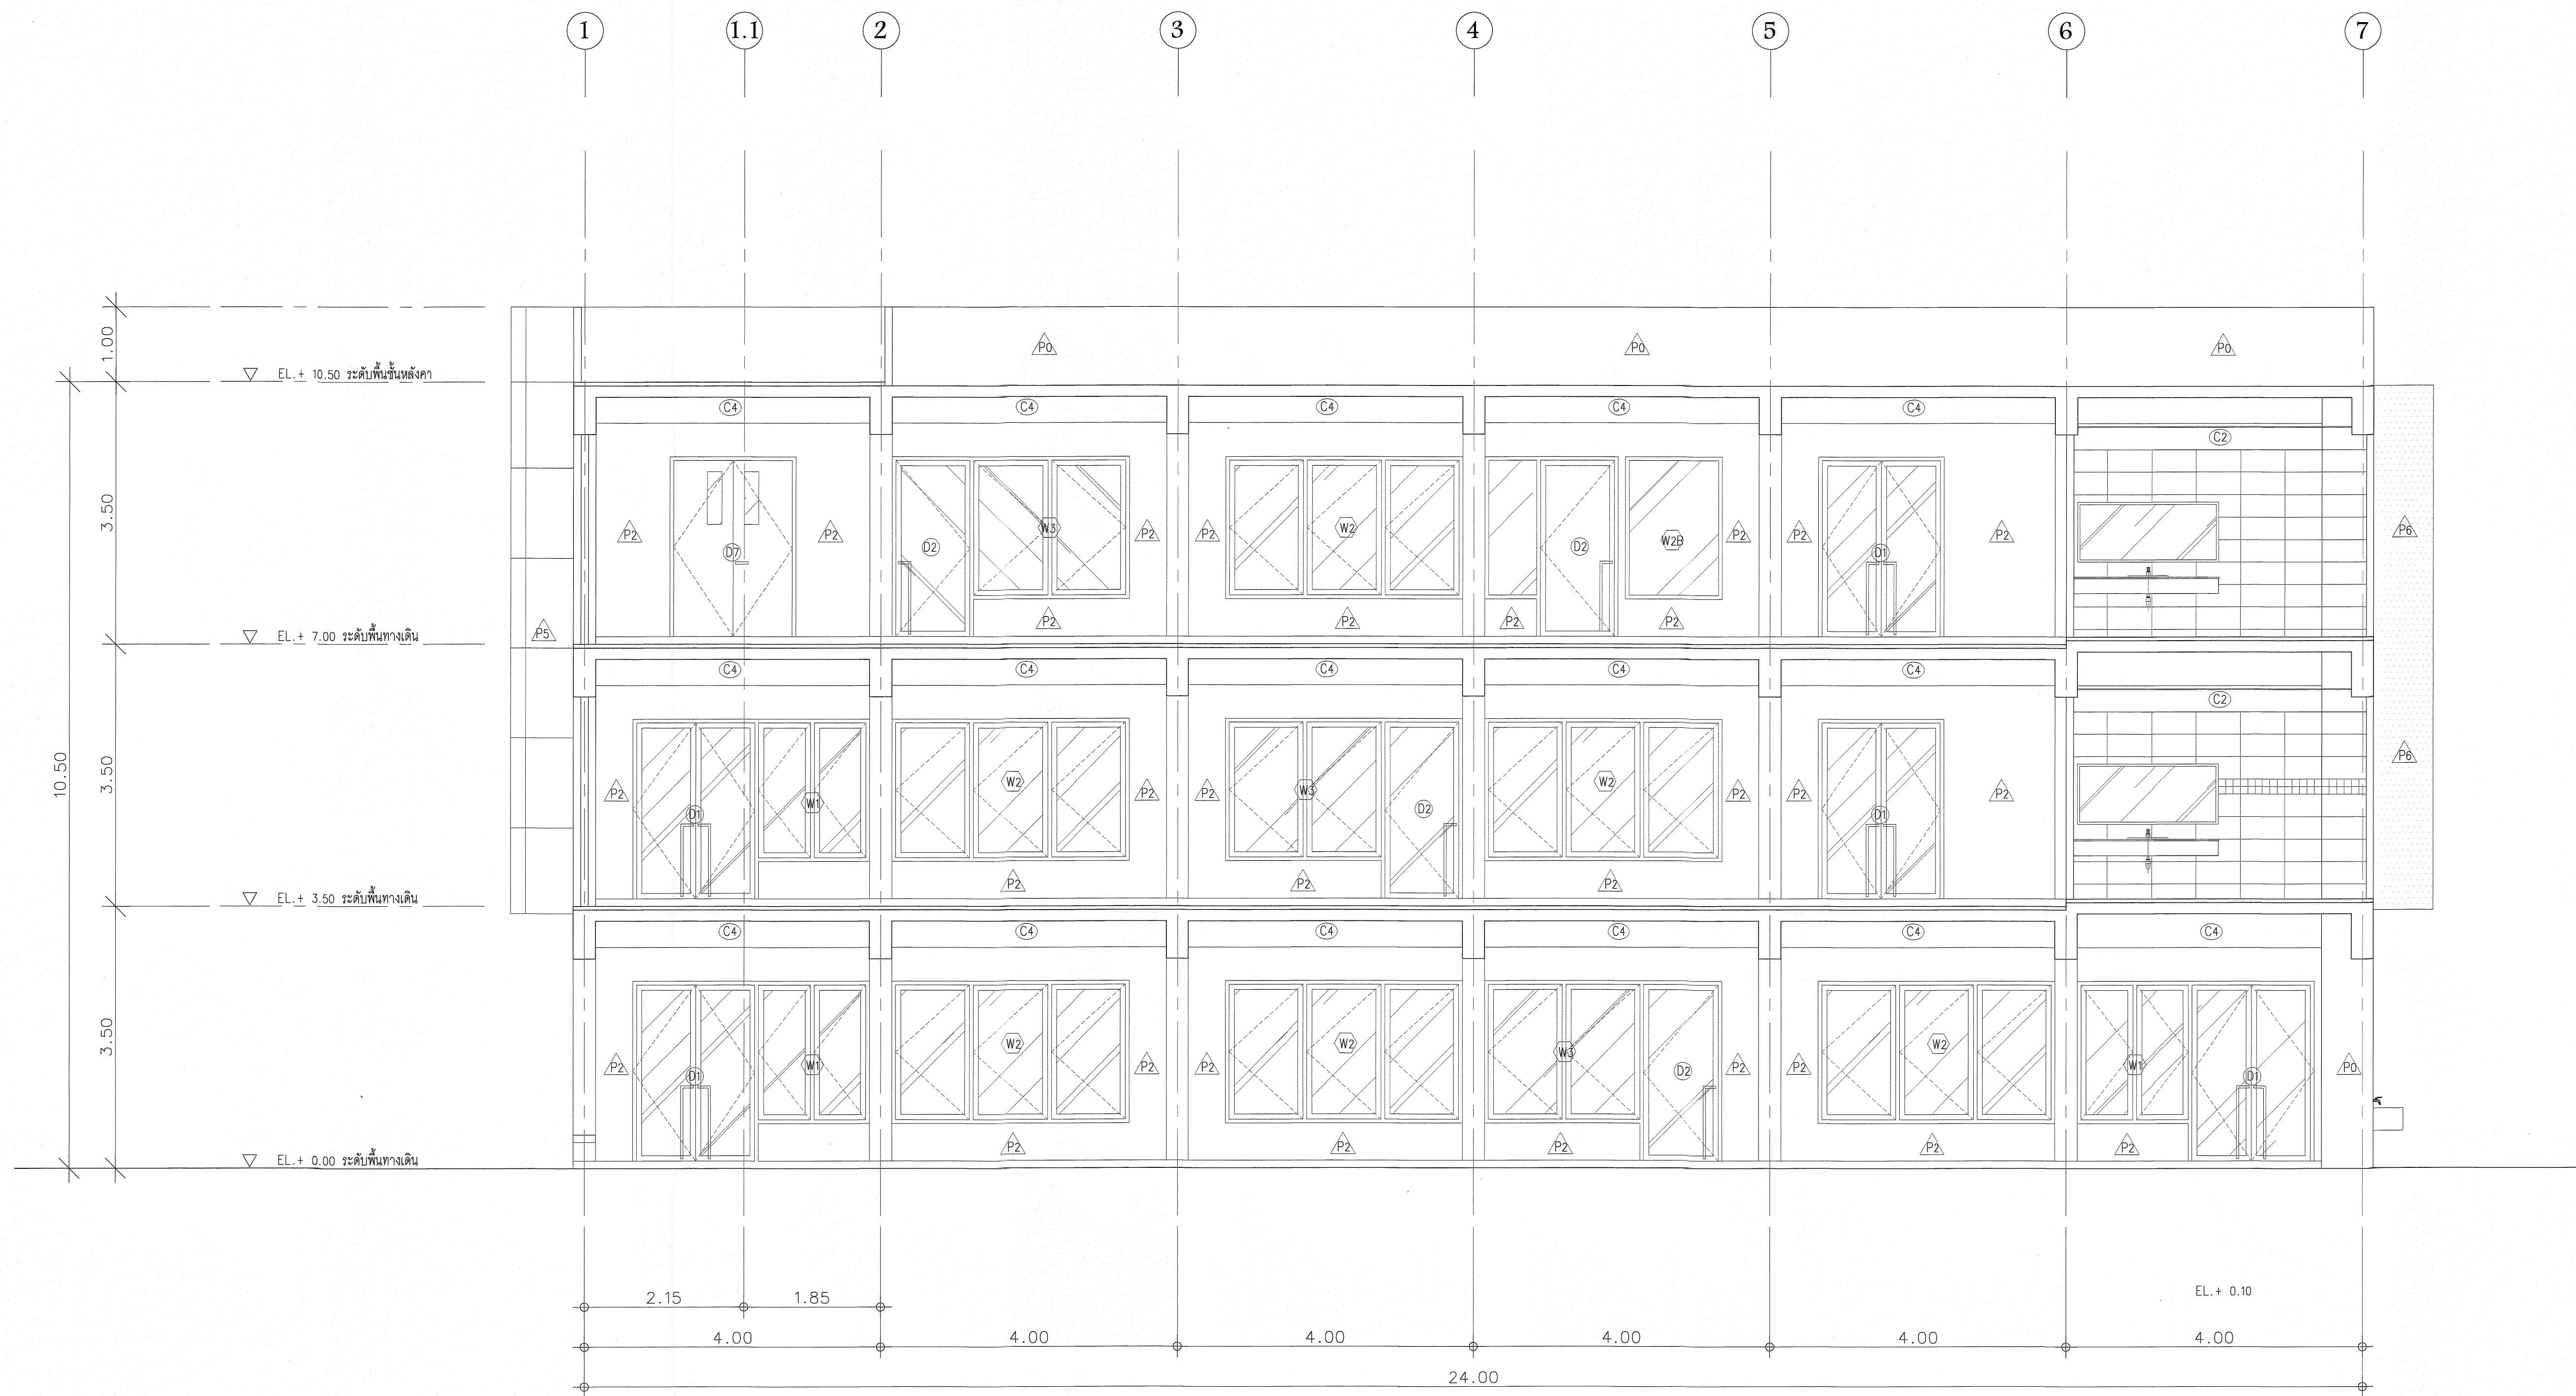 1 1.1 2 3 4 5 6 7
1.00
P0 P0 P0
EL.+ 10.50 ระดับพื้นชั้นหลังคา
C4 C4 C4 C4 C4
C2
3.50
P2 D7 P2 D2 W3 P2 P2 W2 D2 W2B P2 P2 D1 P2 P6
P2 P2 P2 P2
P5
EL.+ 7.00 ระดับพื้นทางเดิน
C4 C4 C4 C4 C4
C2
10.50
3.50
P2 D1 W1 W2 P2 P2 W3 D2 W2 P2 P2 D1 P2 P6
P2 P2 P2
EL.+ 3.50 ระดับพื้นทางเดิน
C4 C4 C4 C4 C4 C4
3.50
P2 D1 W1 W2 P2 P2 W2 W3 D2 P2 P2 W2 W1 D1 P0
P2 P2 P2 P2 P2
EL.+ 0.00 ระดับพื้นทางเดิน
EL.+ 0.10
2.15 1.85
4.00 4.00 4.00 4.00 4.00 4.00
24.00